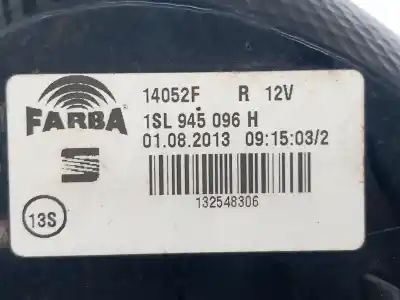 14052F R 12V
FARBA
1SL 945 096 H
01.08.2013 09:15:03/2
13S
132548306